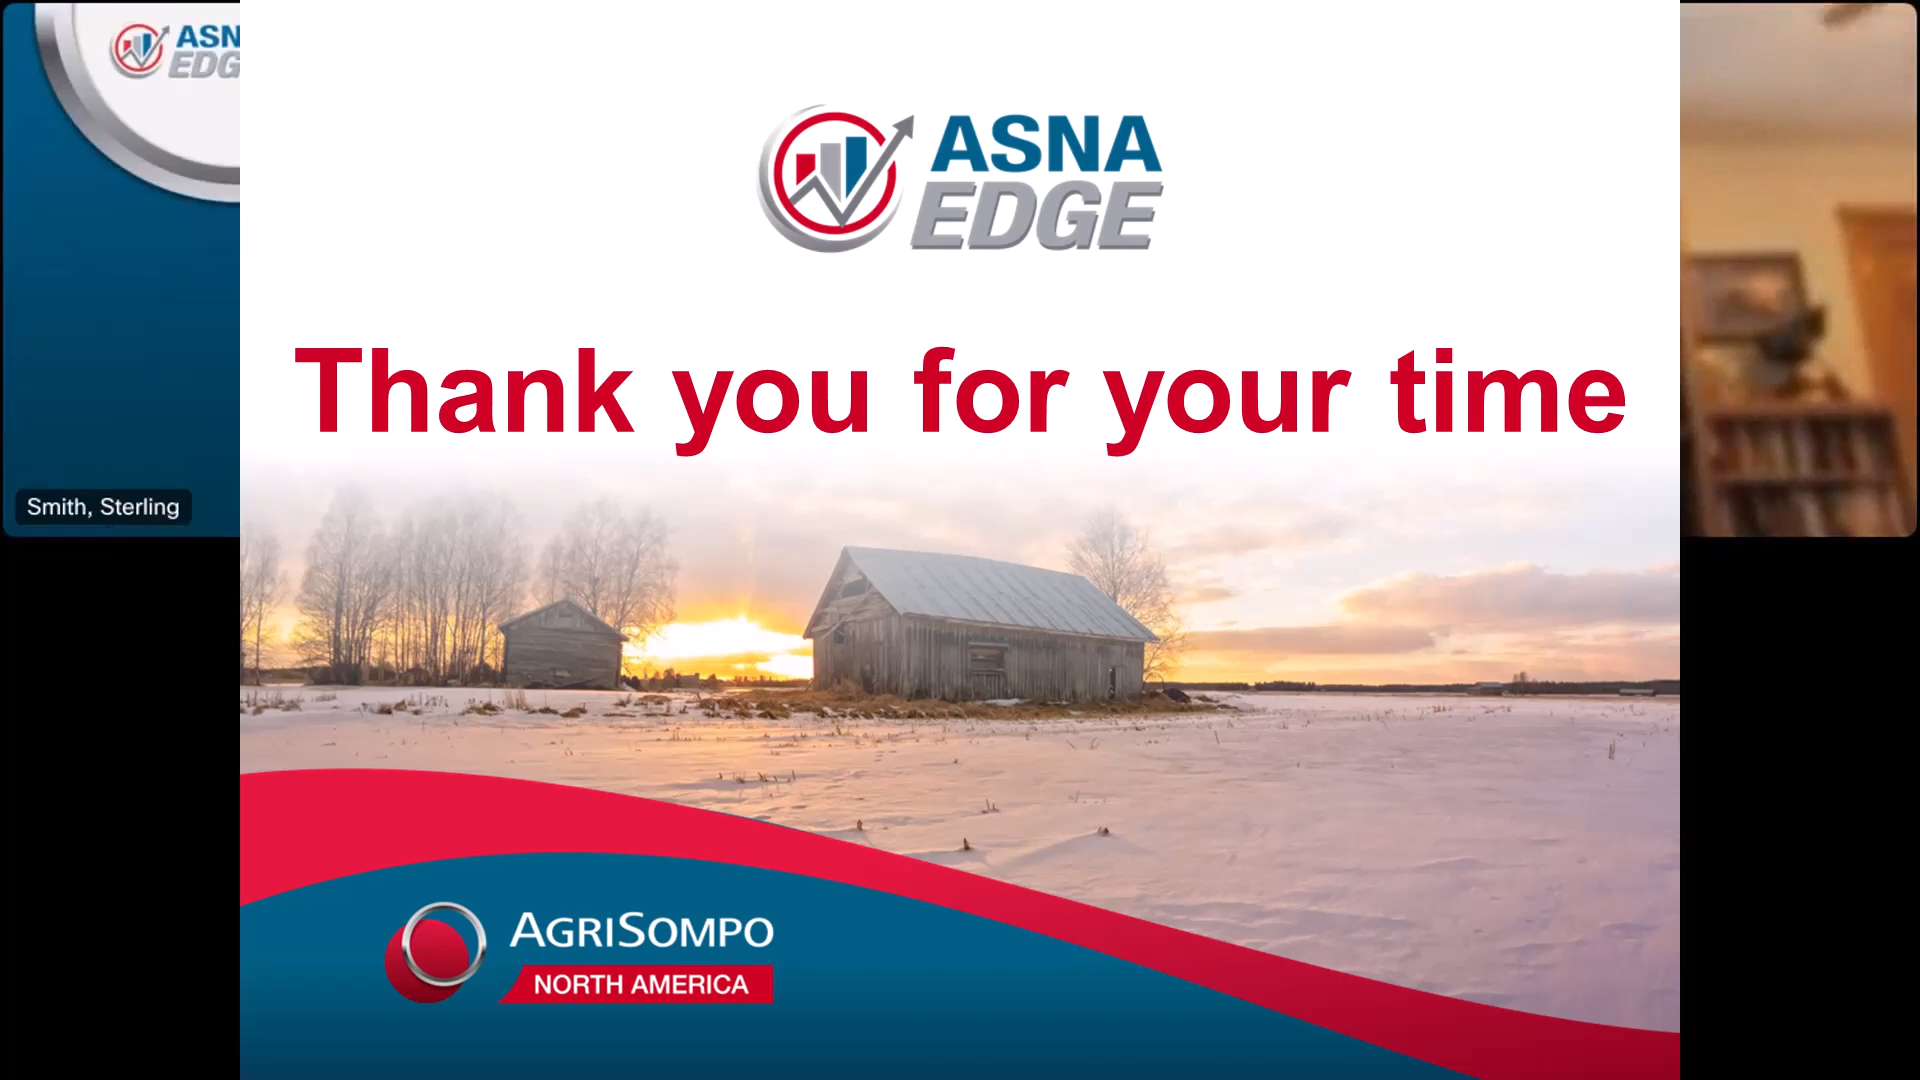 ASN
EDG
ASNA
EDGE
Thank you for your time
Smith, Sterling
AGRISOMPO
NORTH AMERICA